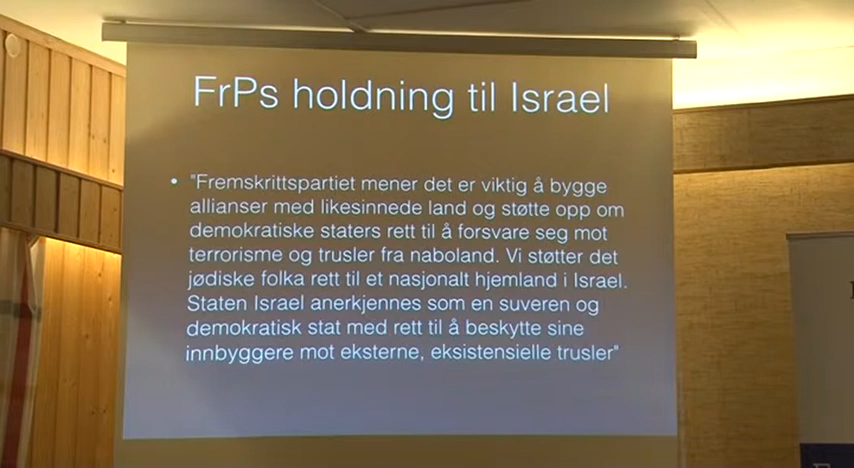 FrPs holdning til Israel
• "Fremskrittspartiet mener det er viktig å bygge
allianser med likesinnede land og støtte opp om
demokratiske staters rett til å forsvare seg mot
terrorisme og trusler fra naboland. Vi støtter det
jødiske folka rett til et nasjonalt hjemland i Israel.
Staten Israel anerkjennes som en suveren og
demokratisk stat med rett til å beskytte sine
innbyggere mot eksterne, eksistensielle trusler"